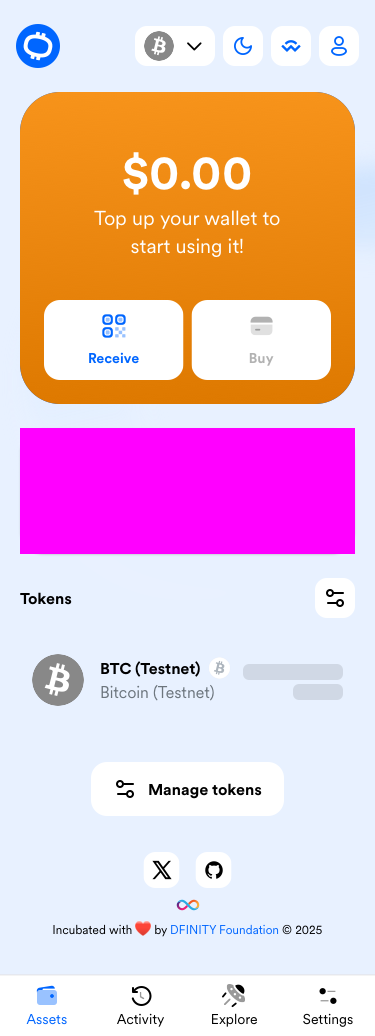 $0.00
Top up your wallet to
start using it!
Receive
Buy
Tokens
BTC (Testnet)
Bitcoin (Testnet)
Manage tokens
Incubated with ❤️ by DFINITY Foundation © 2025
Assets
Activity
Explore
Settings